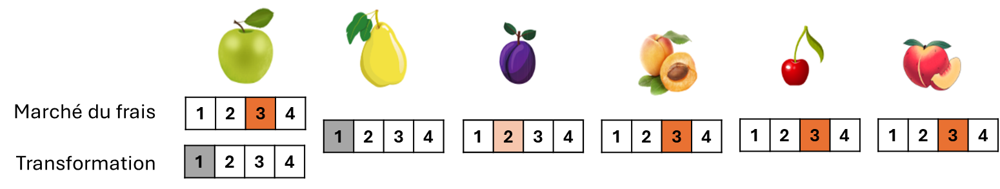 Marché du frais 1 2 3 4
1 2 3 4 1 2 3 4 1 2 3 4 1 2 3 4 1 2 3 4
Transformation 1 2 3 4